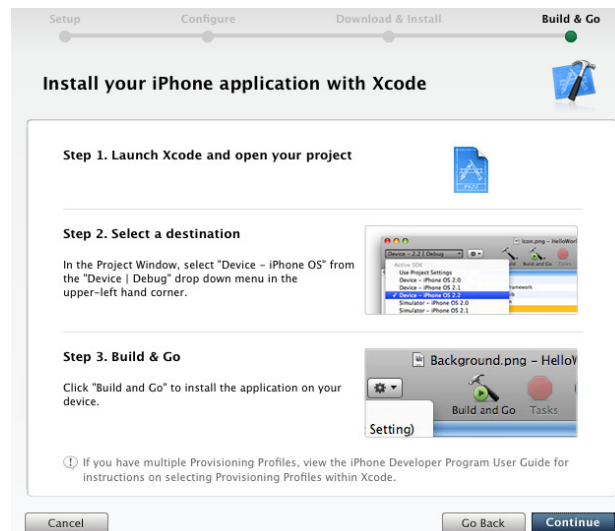 Setup Configure Download & Install Build & Go
Install your iPhone application with Xcode
Step 1. Launch Xcode and open your project
Step 2. Select a destination
In the Project Window, select "Device – iPhone OS" from
the "Device | Debug" drop down menu in the
upper-left hand corner.
Icon.png – HelloWorl
Device – 2.2 | Debug
Build and Go Tasks
Active SDK
Use Project Settings
Device – iPhone OS 2.0
Device – iPhone OS 2.1
Device – iPhone OS 2.2
Simulator – iPhone OS 2.0
Simulator – iPhone OS 2.1
Step 3. Build & Go
Click "Build and Go" to install the application on your
device.
Background.png – HelloW
Build and Go Tasks
Setting)
If you have multiple Provisioning Profiles, view the iPhone Developer Program User Guide for
instructions on selecting Provisioning Profiles within Xcode.
Cancel Go Back Continue